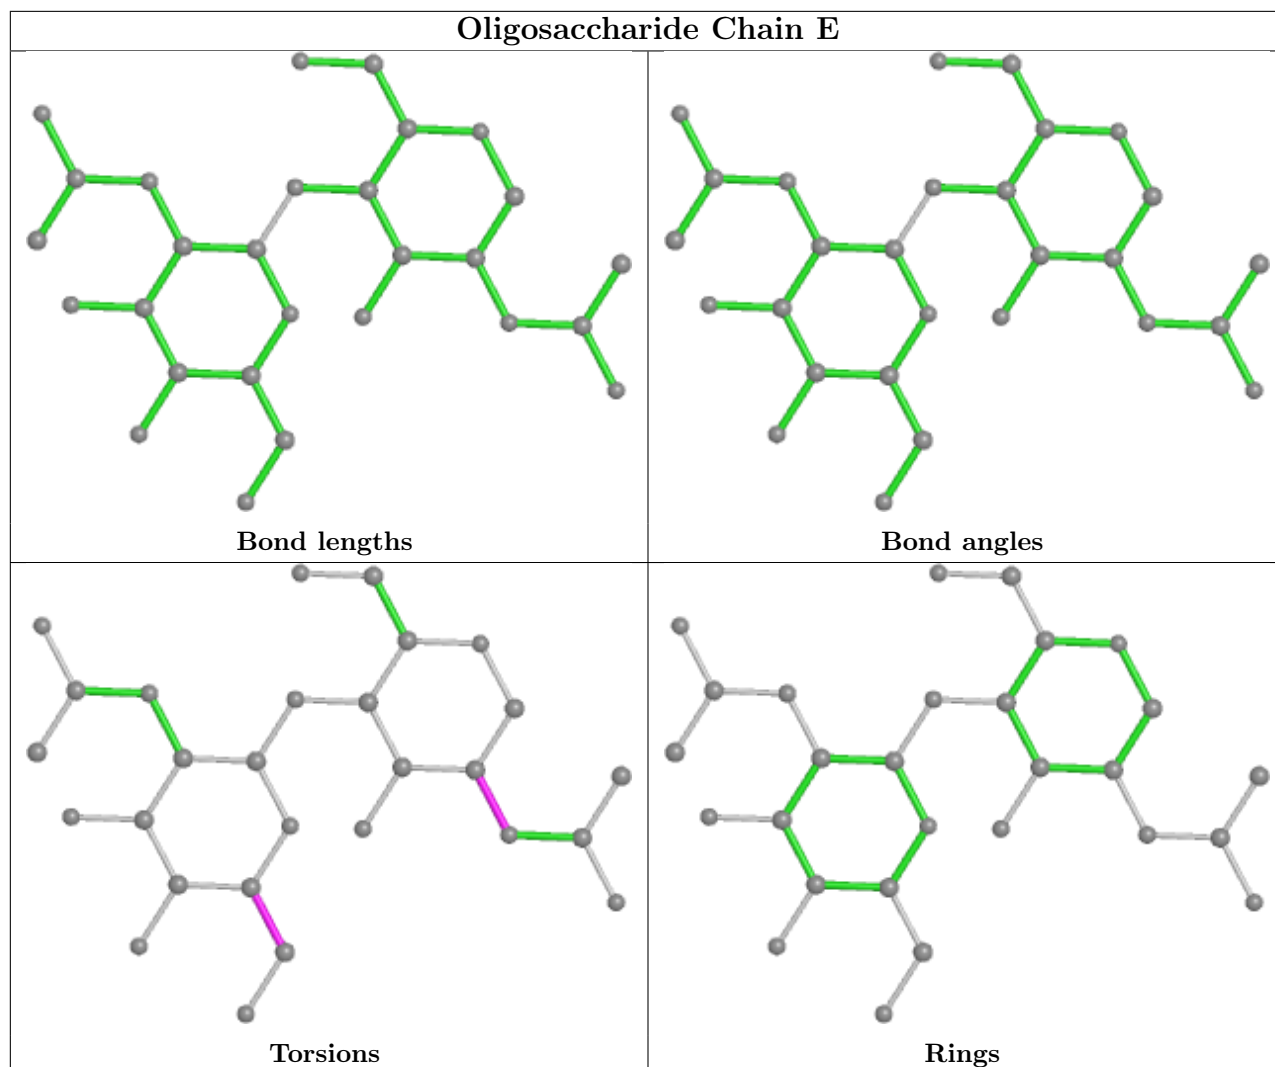 Oligosaccharide Chain E
Bond lengths
Bond angles
Torsions
Rings